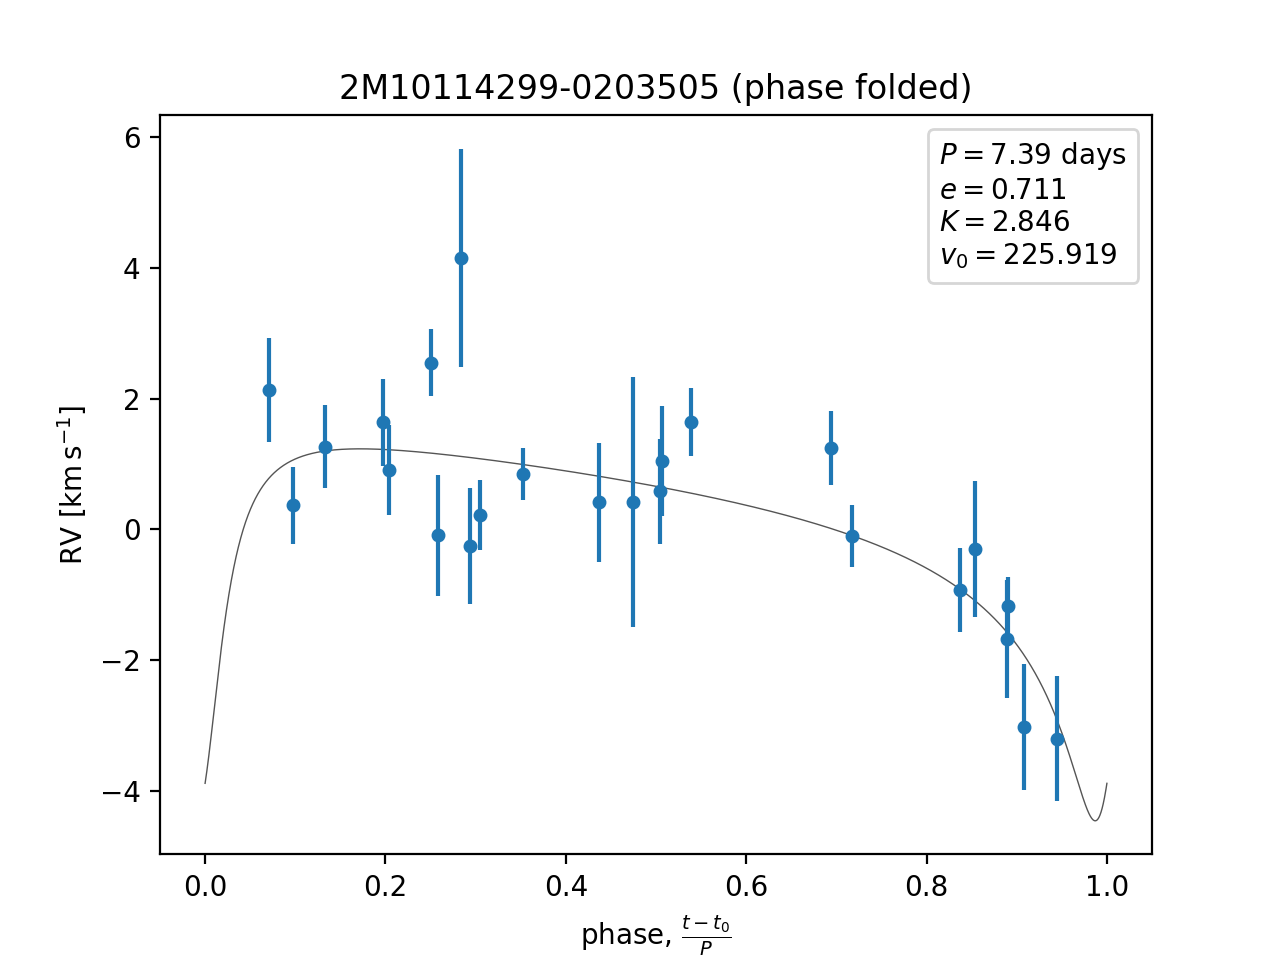 2M10114299-0203505 (phase folded)
P = 7.39 days
e = 0.711
K = 2.846
v₀ = 225.919
6
4
2
0
−2
−4
RV [km s⁻¹]
0.0 0.2 0.4 0.6 0.8 1.0
phase, (t − t₀)/P